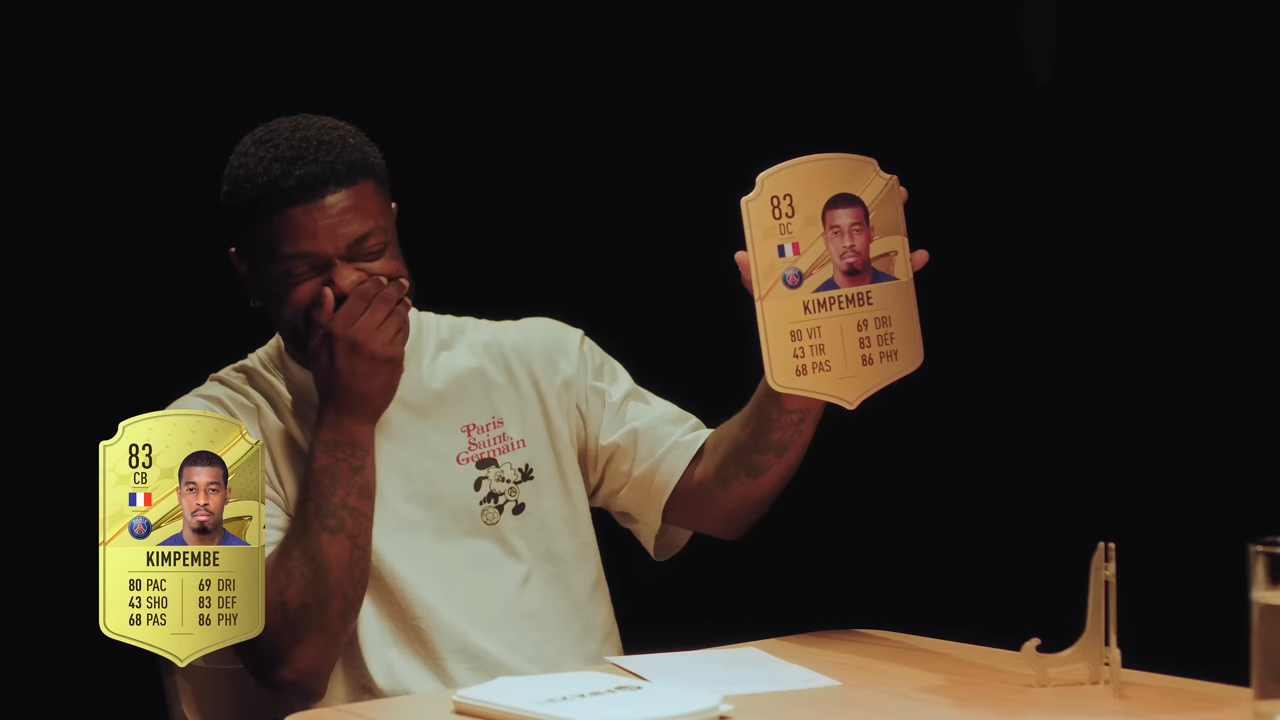 83
DC
KIMPEMBE
80 VIT 69 DRI
43 TIR 83 DÉF
68 PAS 86 PHY
Paris
Saint
Germain
83
CB
KIMPEMBE
80 PAC 69 DRI
43 SHO 83 DEF
68 PAS 86 PHY